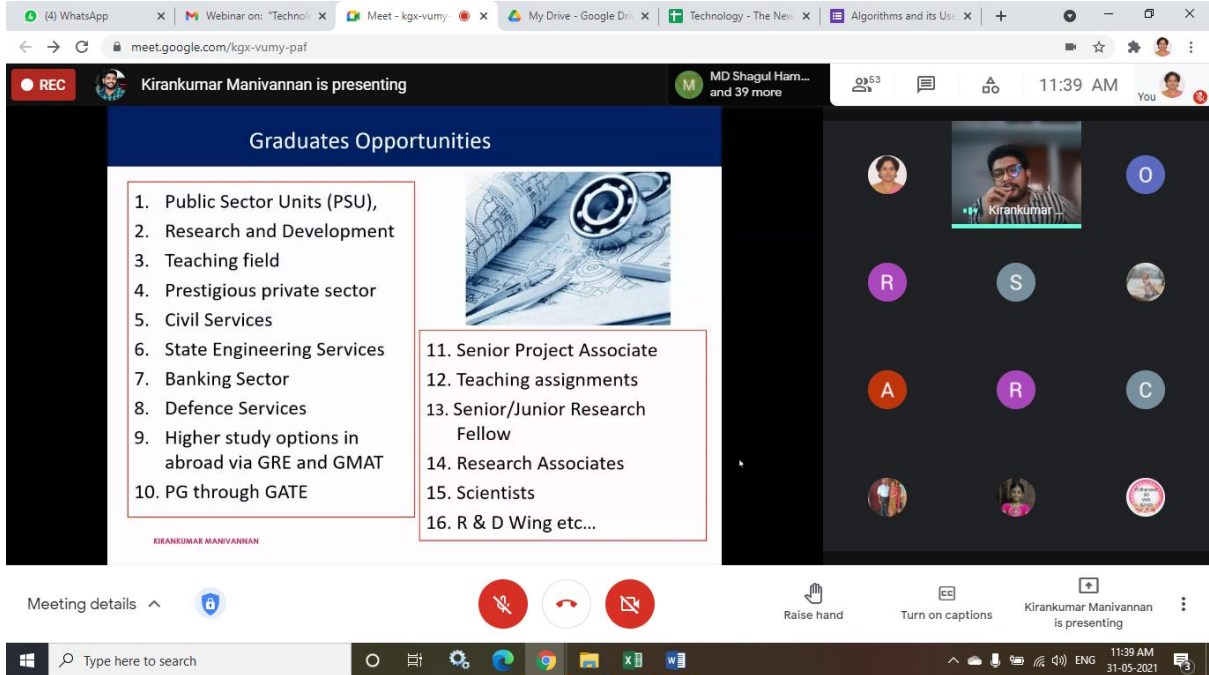 (4) WhatsApp
Webinar on: "Technol
Meet - kgx-vumy-
My Drive - Google Dri
Technology - The New
Algorithms and its Use
meet.google.com/kgx-vumy-paf
REC
Kirankumar Manivannan is presenting
M
MD Shagul Ham...
and 39 more
53
11:39 AM
You
Graduates Opportunities
1. Public Sector Units (PSU),
2. Research and Development
3. Teaching field
4. Prestigious private sector
5. Civil Services
6. State Engineering Services
7. Banking Sector
8. Defence Services
9. Higher study options in
abroad via GRE and GMAT
10. PG through GATE
11. Senior Project Associate
12. Teaching assignments
13. Senior/Junior Research
Fellow
14. Research Associates
15. Scientists
16. R & D Wing etc...
KIRANKUMAR MANIVANNAN
Kirankumar ...
O
R
S
A
R
C
Meeting details
Raise hand
CC
Turn on captions
Kirankumar Manivannan
is presenting
Type here to search
ENG
11:39 AM
31-05-2021
3